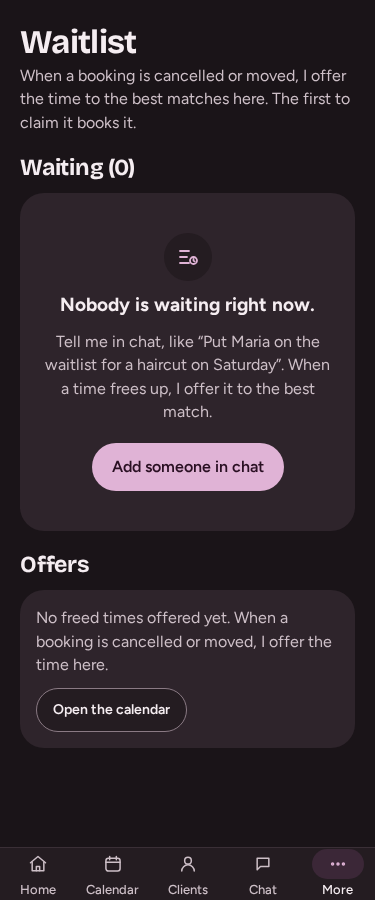 Waitlist
When a booking is cancelled or moved, I offer
the time to the best matches here. The first to
claim it books it.
Waiting (0)
Nobody is waiting right now.
Tell me in chat, like “Put Maria on the
waitlist for a haircut on Saturday”. When
a time frees up, I offer it to the best
match.
Add someone in chat
Offers
No freed times offered yet. When a
booking is cancelled or moved, I offer the
time here.
Open the calendar
Home
Calendar
Clients
Chat
More